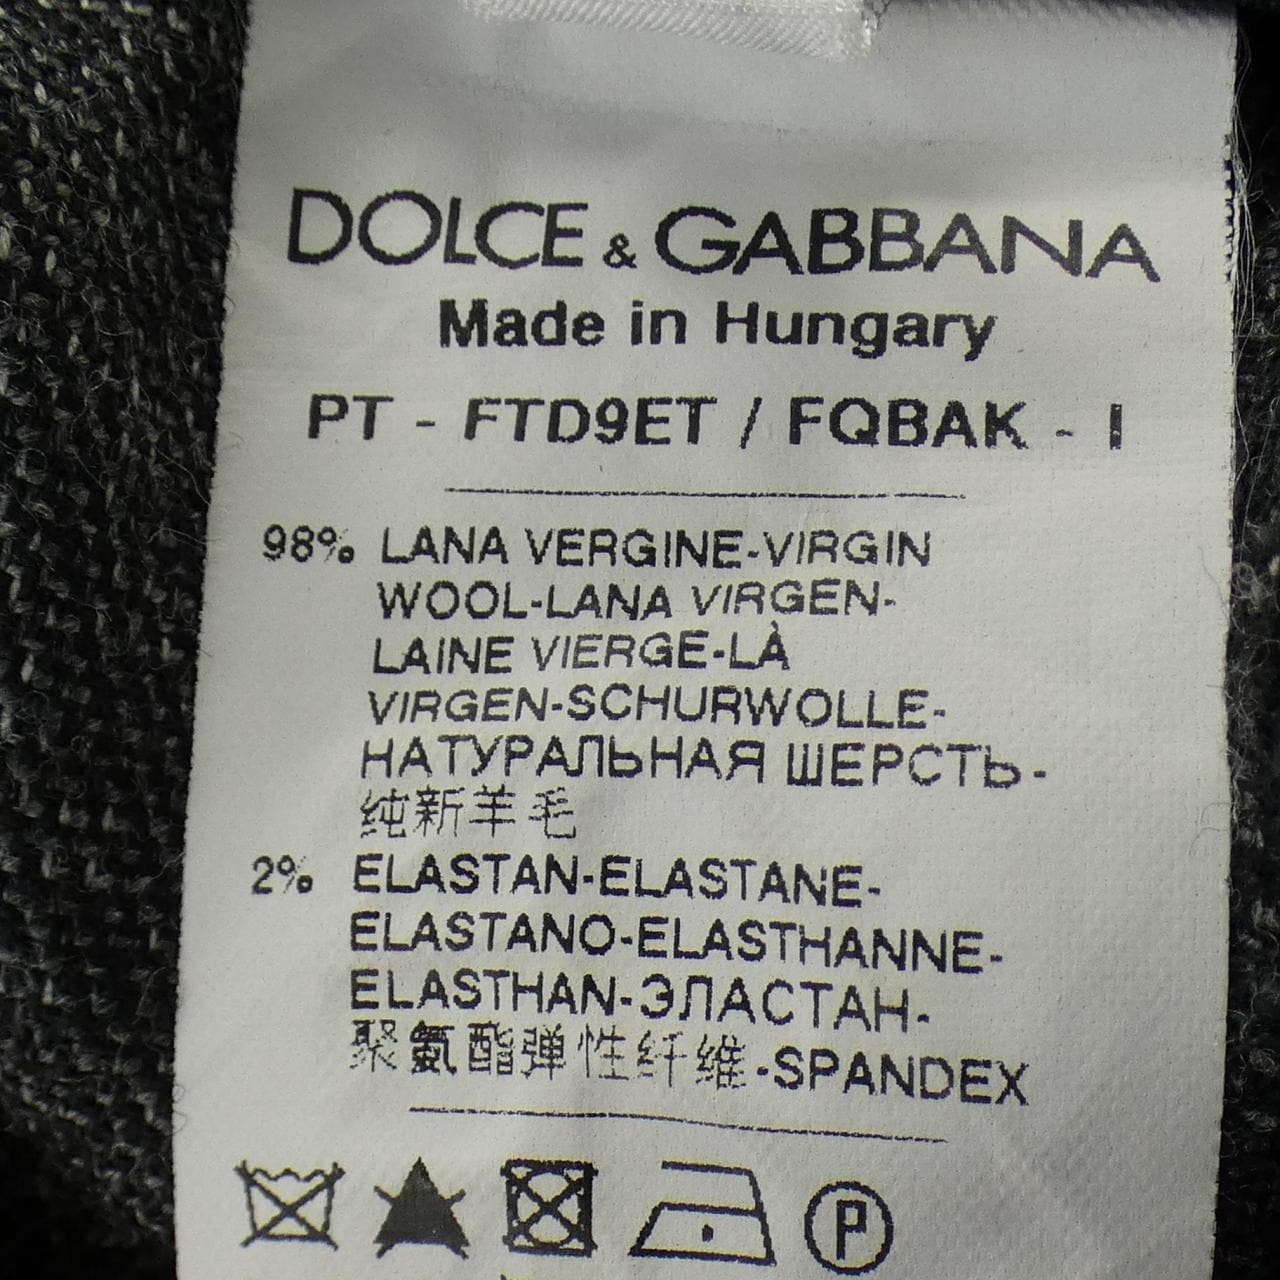 DOLCE & GABBANA
Made in Hungary
PT - FTD9ET / FQBAK - I
98% LANA VERGINE-VIRGIN
WOOL-LANA VIRGEN-
LAINE VIERGE-LÀ
VIRGEN-SCHURWOLLE-
НАТУРАЛЬНАЯ ШЕРСТЬ-
纯新羊毛
2% ELASTAN-ELASTANE-
ELASTANO-ELASTHANNE-
ELASTHAN-ЭЛАСТАН-
聚氨酯弹性纤维-SPANDEX
P